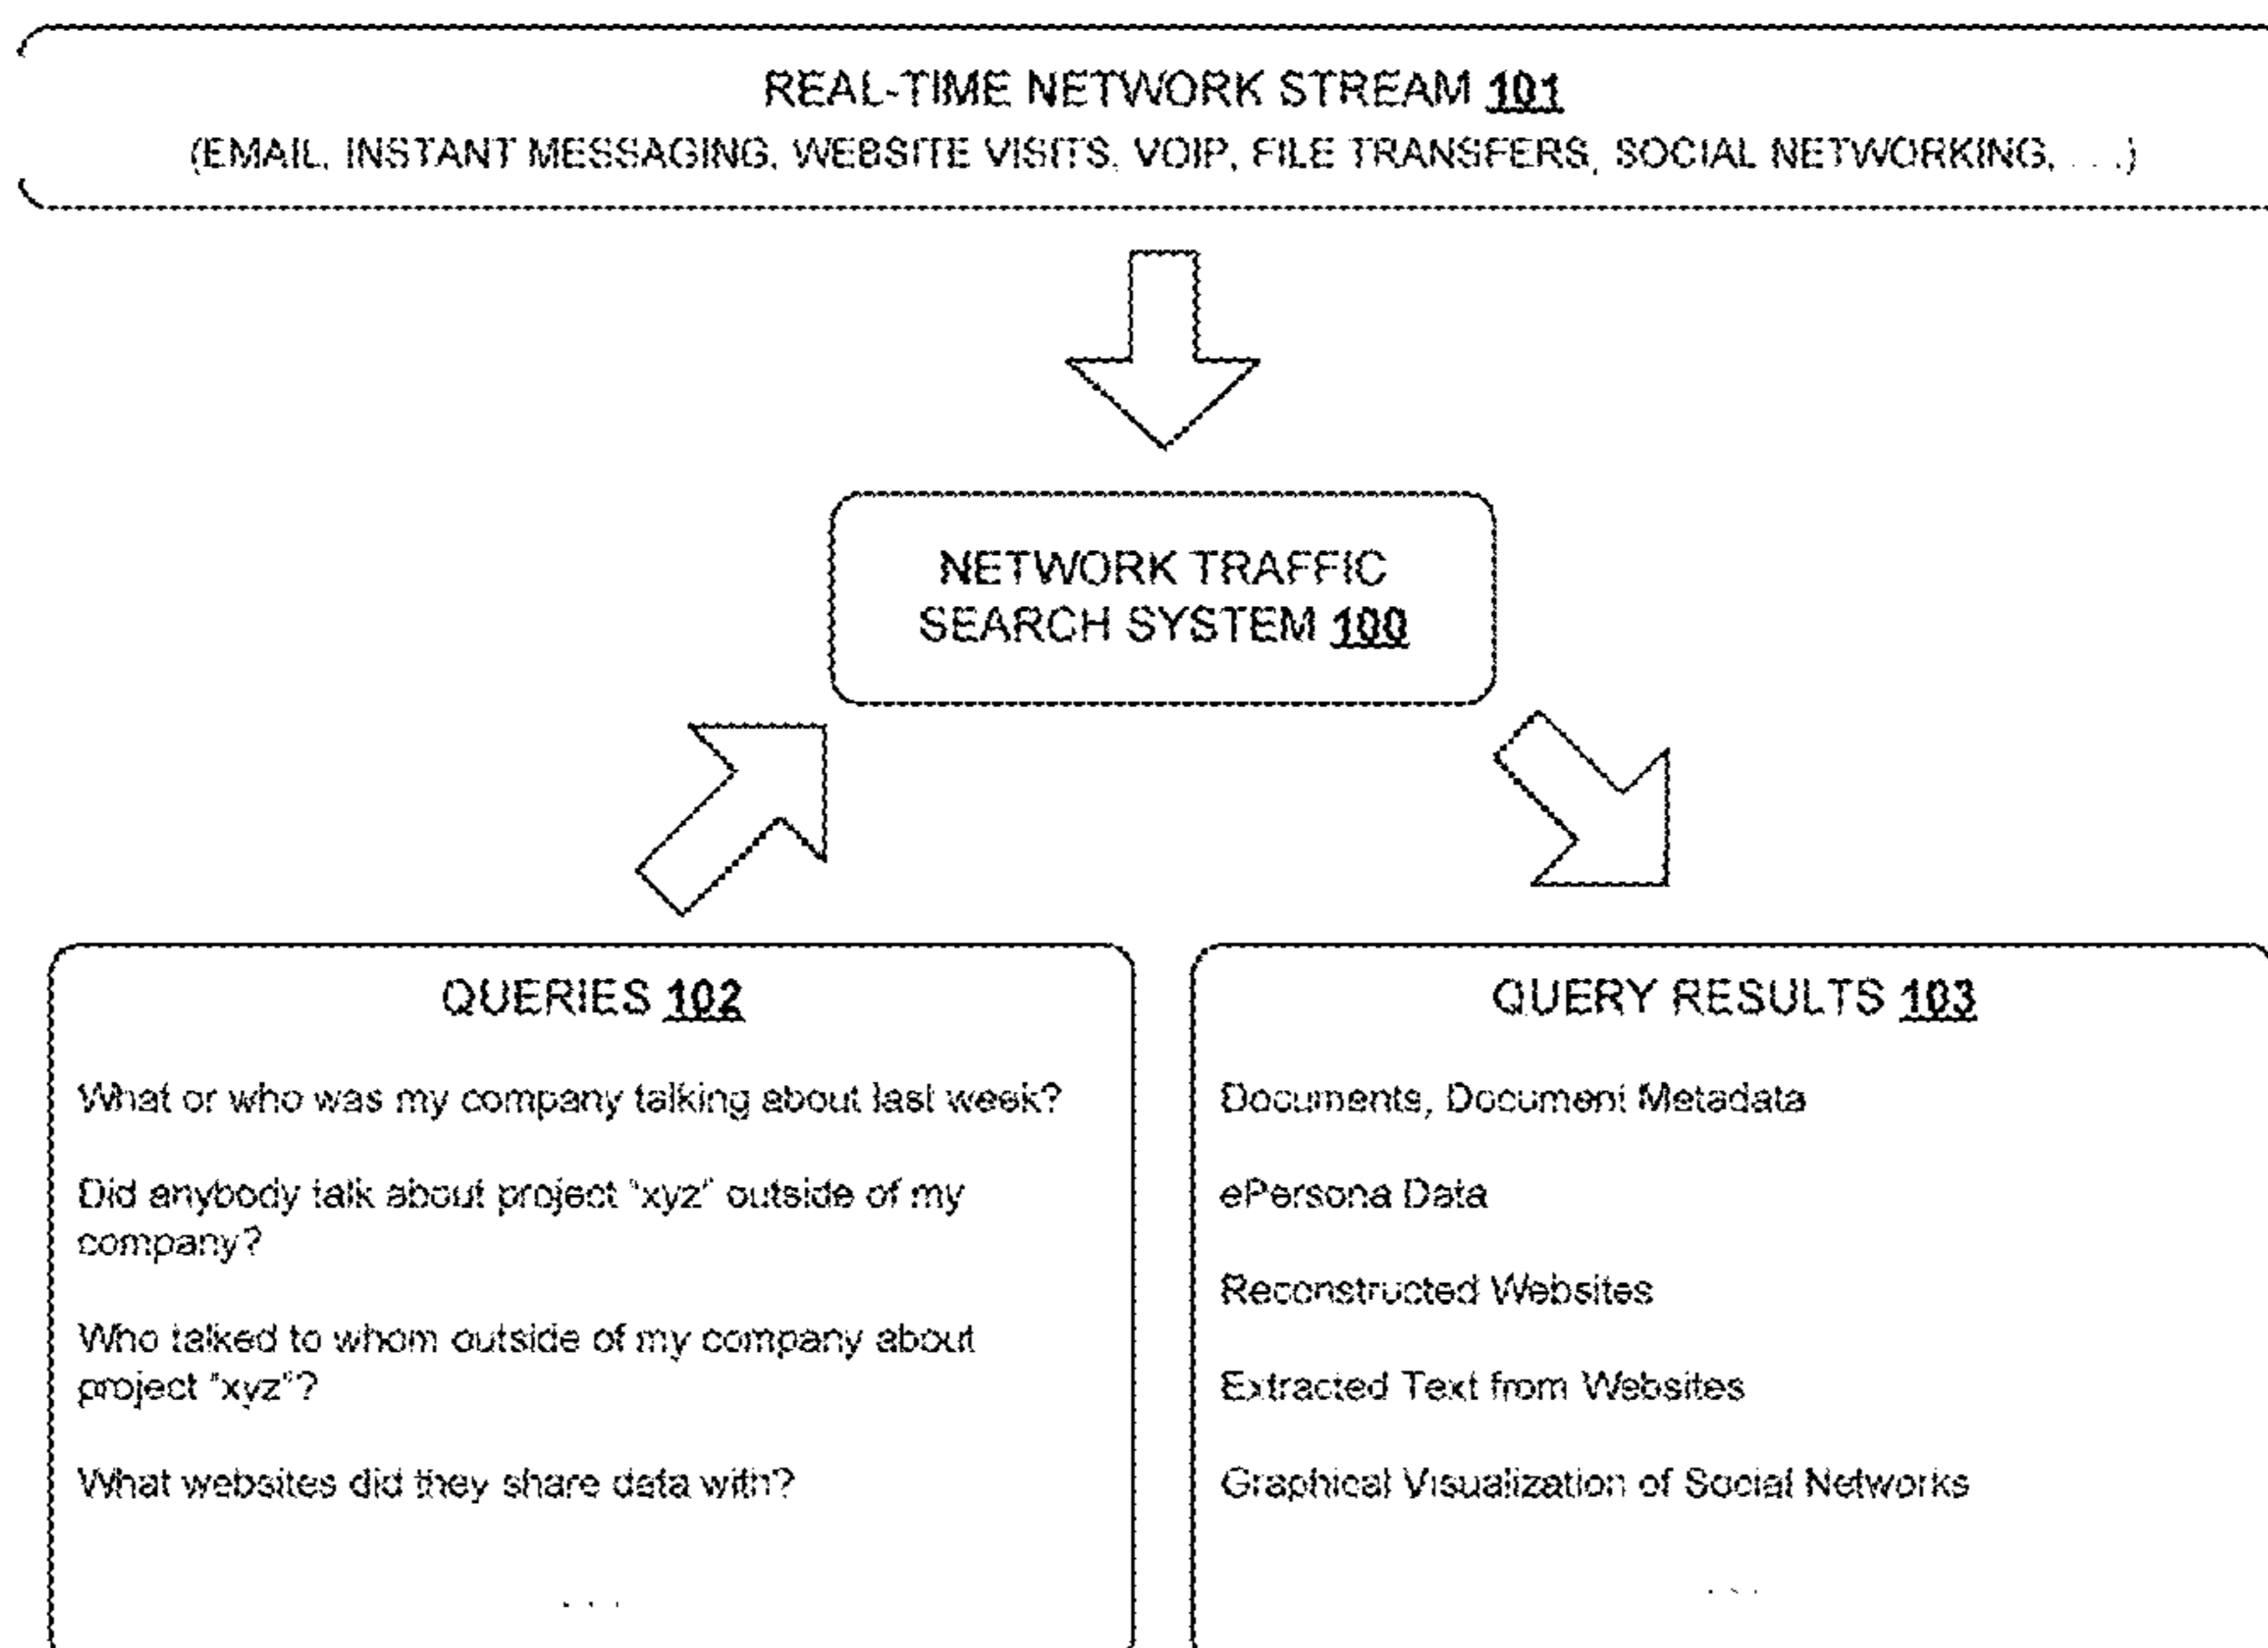 REAL-TIME NETWORK STREAM 101
(EMAIL, INSTANT MESSAGING, WEBSITE VISITS, VOIP, FILE TRANSFERS, SOCIAL NETWORKING, . . .)
NETWORK TRAFFIC
SEARCH SYSTEM 100
QUERIES 102
What or who was my company talking about last week?
Did anybody talk about project "xyz" outside of my
company?
Who talked to whom outside of my company about
project "xyz"?
What websites did they share data with?
. . .
QUERY RESULTS 103
Documents, Document Metadata
ePersona Data
Reconstructed Websites
Extracted Text from Websites
Graphical Visualization of Social Networks
. . .